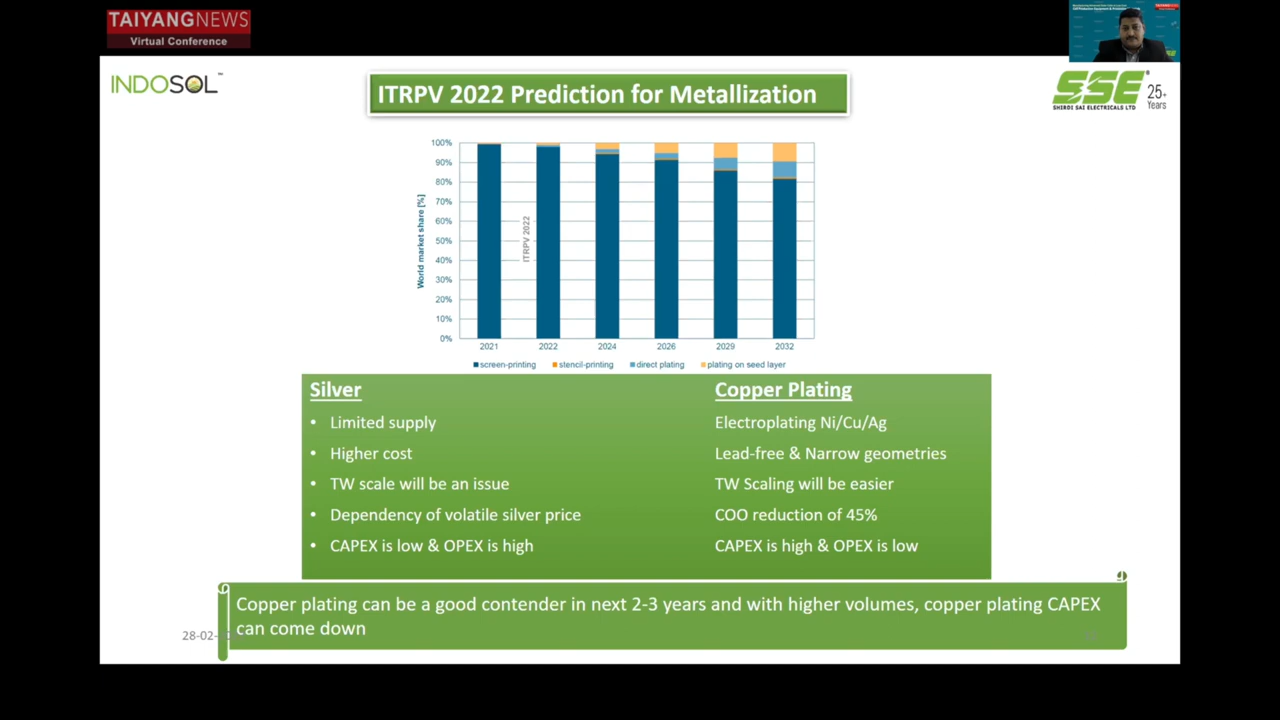 TAIYANGNEWS
Virtual Conference
INDOSOL
ITRPV 2022 Prediction for Metallization
SSE
SHIRDI SAI ELECTRICALS LTD
25+
Years
100%
90%
80%
70%
60%
50%
40%
30%
20%
10%
0%
World market share [%]
ITRPV 2022
2021 2022 2024 2026 2029 2032
screen-printing stencil-printing direct plating plating on seed layer
Silver
• Limited supply
• Higher cost
• TW scale will be an issue
• Dependency of volatile silver price
• CAPEX is low & OPEX is high
Copper Plating
Electroplating Ni/Cu/Ag
Lead-free & Narrow geometries
TW Scaling will be easier
COO reduction of 45%
CAPEX is high & OPEX is low
Copper plating can be a good contender in next 2-3 years and with higher volumes, copper plating CAPEX
can come down
28-02-